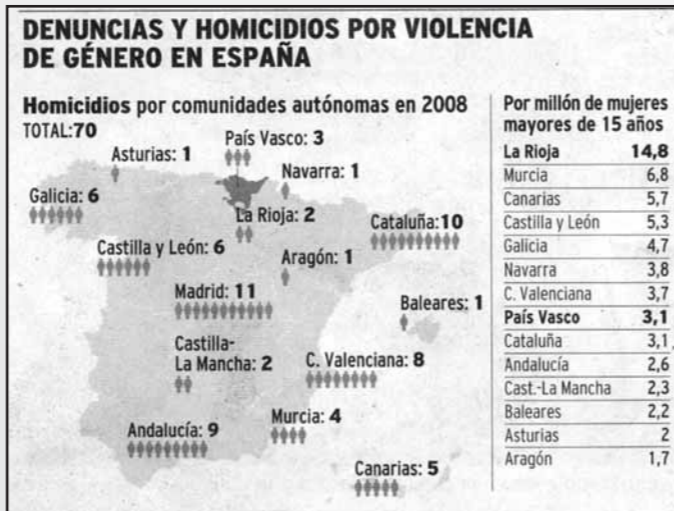 DENUNCIAS Y HOMICIDIOS POR VIOLENCIA
DE GÉNERO EN ESPAÑA
Homicidios por comunidades autónomas en 2008
TOTAL:70
País Vasco: 3
Asturias: 1
Navarra: 1
Galicia: 6
La Rioja: 2
Cataluña:10
Castilla y León: 6
Aragón: 1
Madrid: 11
Baleares: 1
Castilla-
La Mancha: 2
C. Valenciana: 8
Andalucía: 9
Murcia: 4
Canarias: 5
Por millón de mujeres
mayores de 15 años
La Rioja 14,8
Murcia 6,8
Canarias 5,7
Castilla y León 5,3
Galicia 4,7
Navarra 3,8
C. Valenciana 3,7
País Vasco 3,1
Cataluña 3,1
Andalucía 2,6
Cast.-La Mancha 2,3
Baleares 2,2
Asturias 2
Aragón 1,7